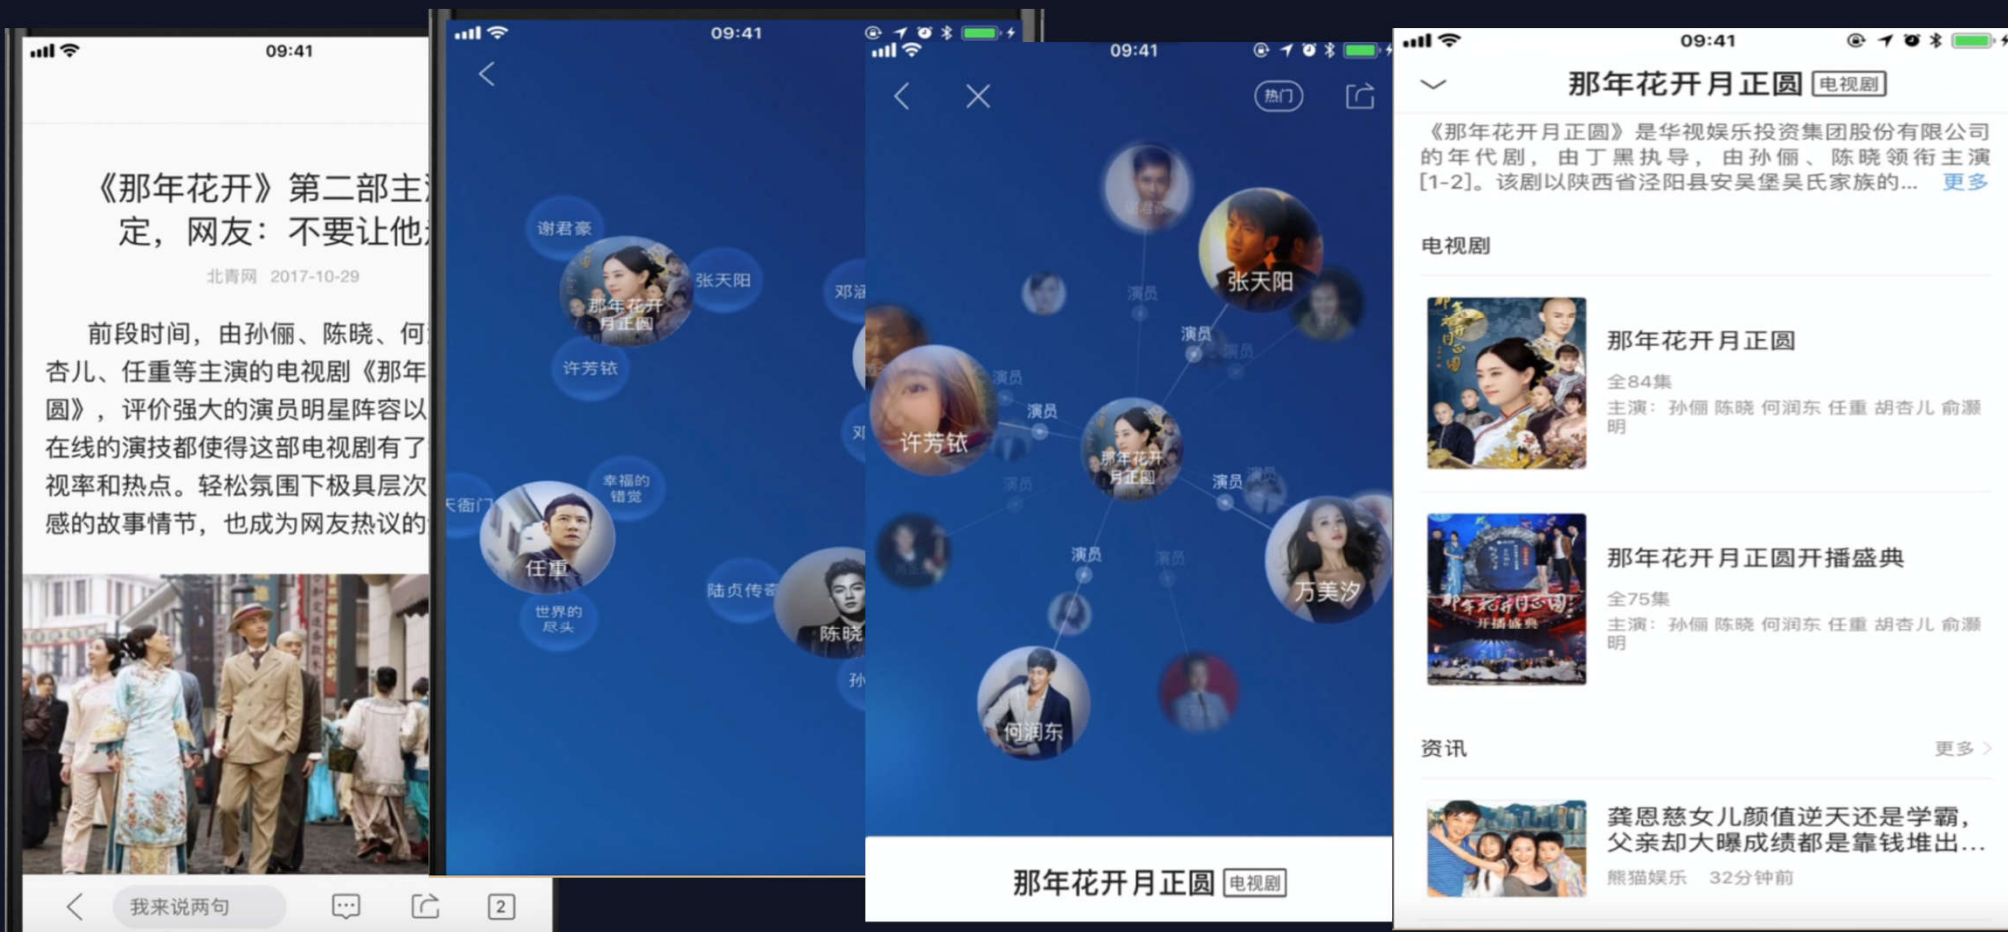 09:41
《那年花开》第二部主
定，网友：不要让他
北青网 2017-10-29
前段时间，由孙俪、陈晓、何
杏儿、任重等主演的电视剧《那年
圆》，评价强大的演员明星阵容以
在线的演技都使得这部电视剧有了
视率和热点。轻松氛围下极具层次
感的故事情节，也成为网友热议的
我来说两句
2
09:41
谢君豪
那年花开
月正圆
张天阳
许芳铱
邓
幸福的
错觉
天衙门
任重
世界的
尽头
陆贞传奇
陈晓
孙
09:41
热门
张天阳
演员
演员
演员
演员
演员
许芳铱
那年花开
月正圆
演员
演员
演员
万美汐
演员
演员
何润东
那年花开月正圆 电视剧
09:41
那年花开月正圆 电视剧
《那年花开月正圆》是华视娱乐投资集团股份有限公司
的年代剧，由丁黑执导，由孙俪、陈晓领衔主演
[1-2]。该剧以陕西省泾阳县安吴堡吴氏家族的... 更多
电视剧
那年花开月正圆
全84集
主演：孙俪 陈晓 何润东 任重 胡杏儿 俞灏
明
那年花开月正圆开播盛典
全75集
主演：孙俪 陈晓 何润东 任重 胡杏儿 俞灏
明
资讯
更多
龚恩慈女儿颜值逆天还是学霸，
父亲却大曝成绩都是靠钱堆出...
熊猫娱乐 32分钟前